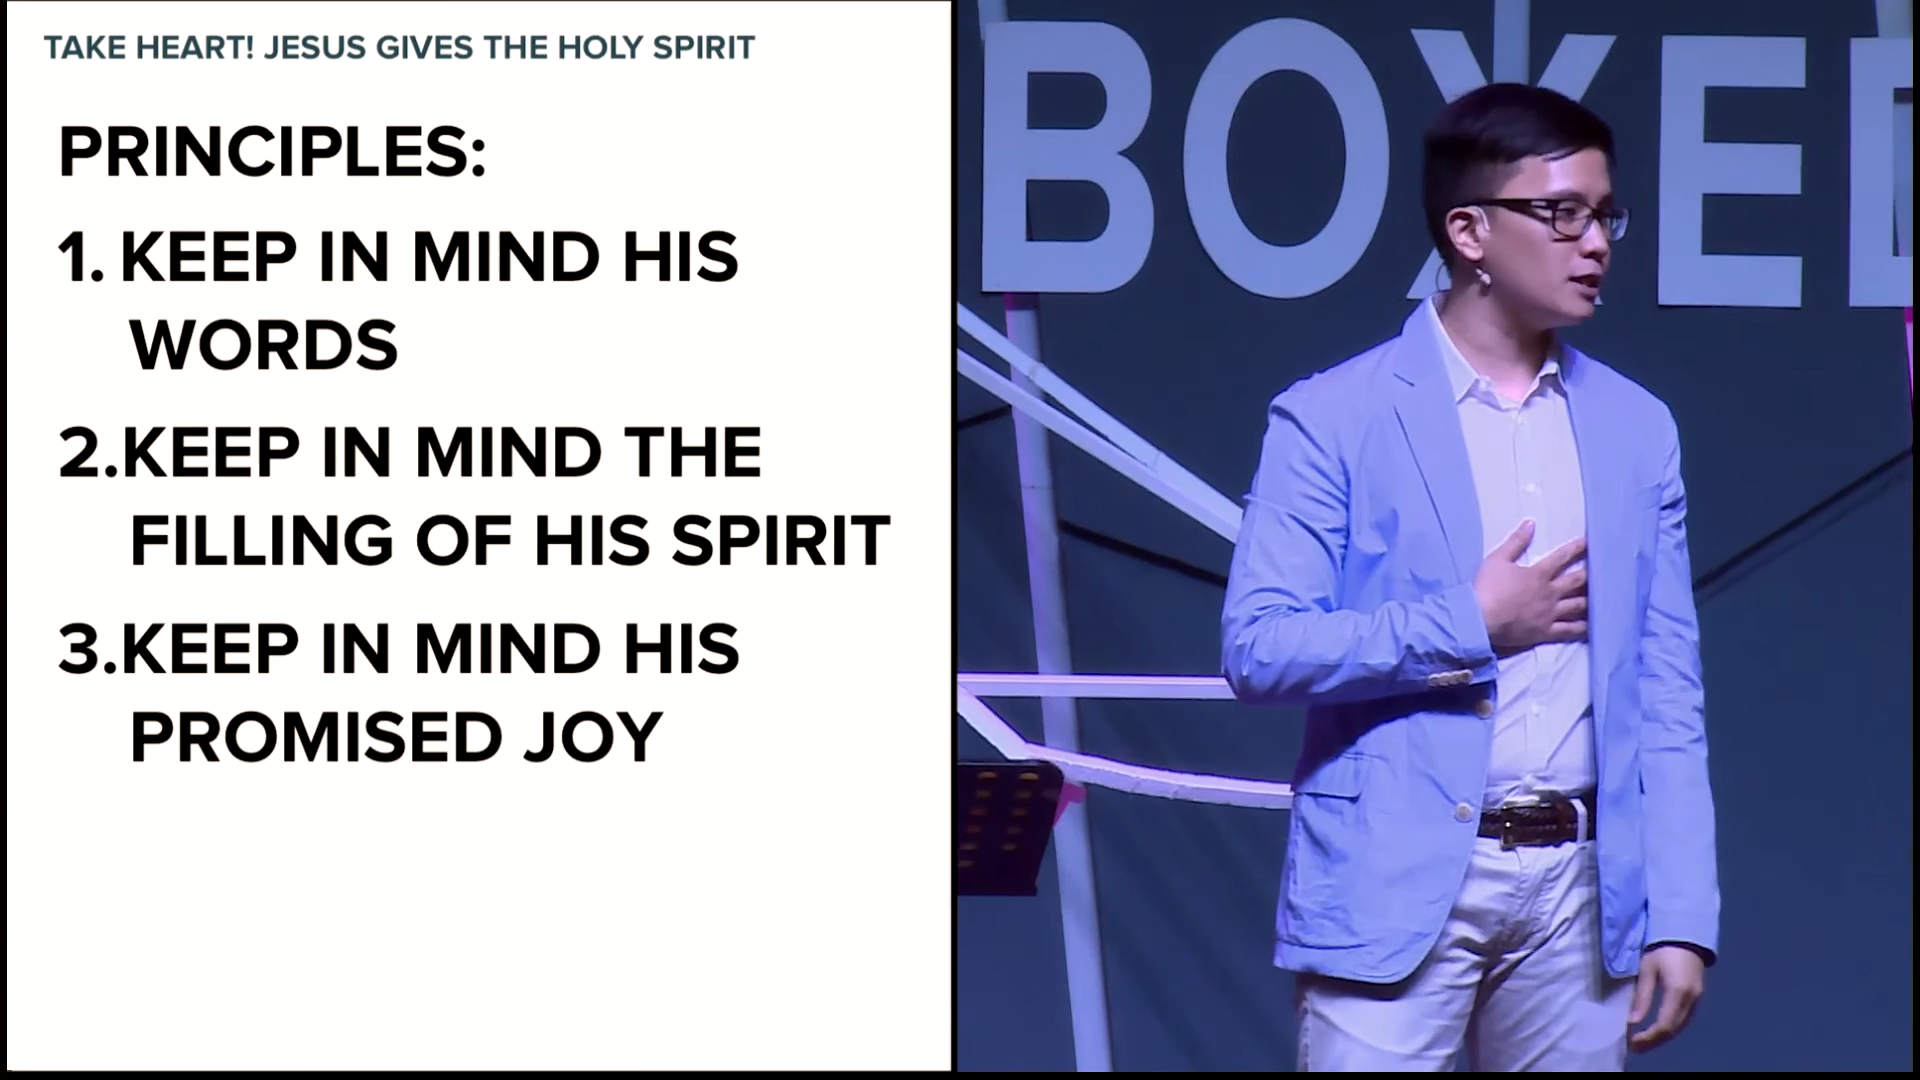 TAKE HEART! JESUS GIVES THE HOLY SPIRIT
PRINCIPLES:
1. KEEP IN MIND HIS
WORDS
2.KEEP IN MIND THE
FILLING OF HIS SPIRIT
3.KEEP IN MIND HIS
PROMISED JOY
BOXED